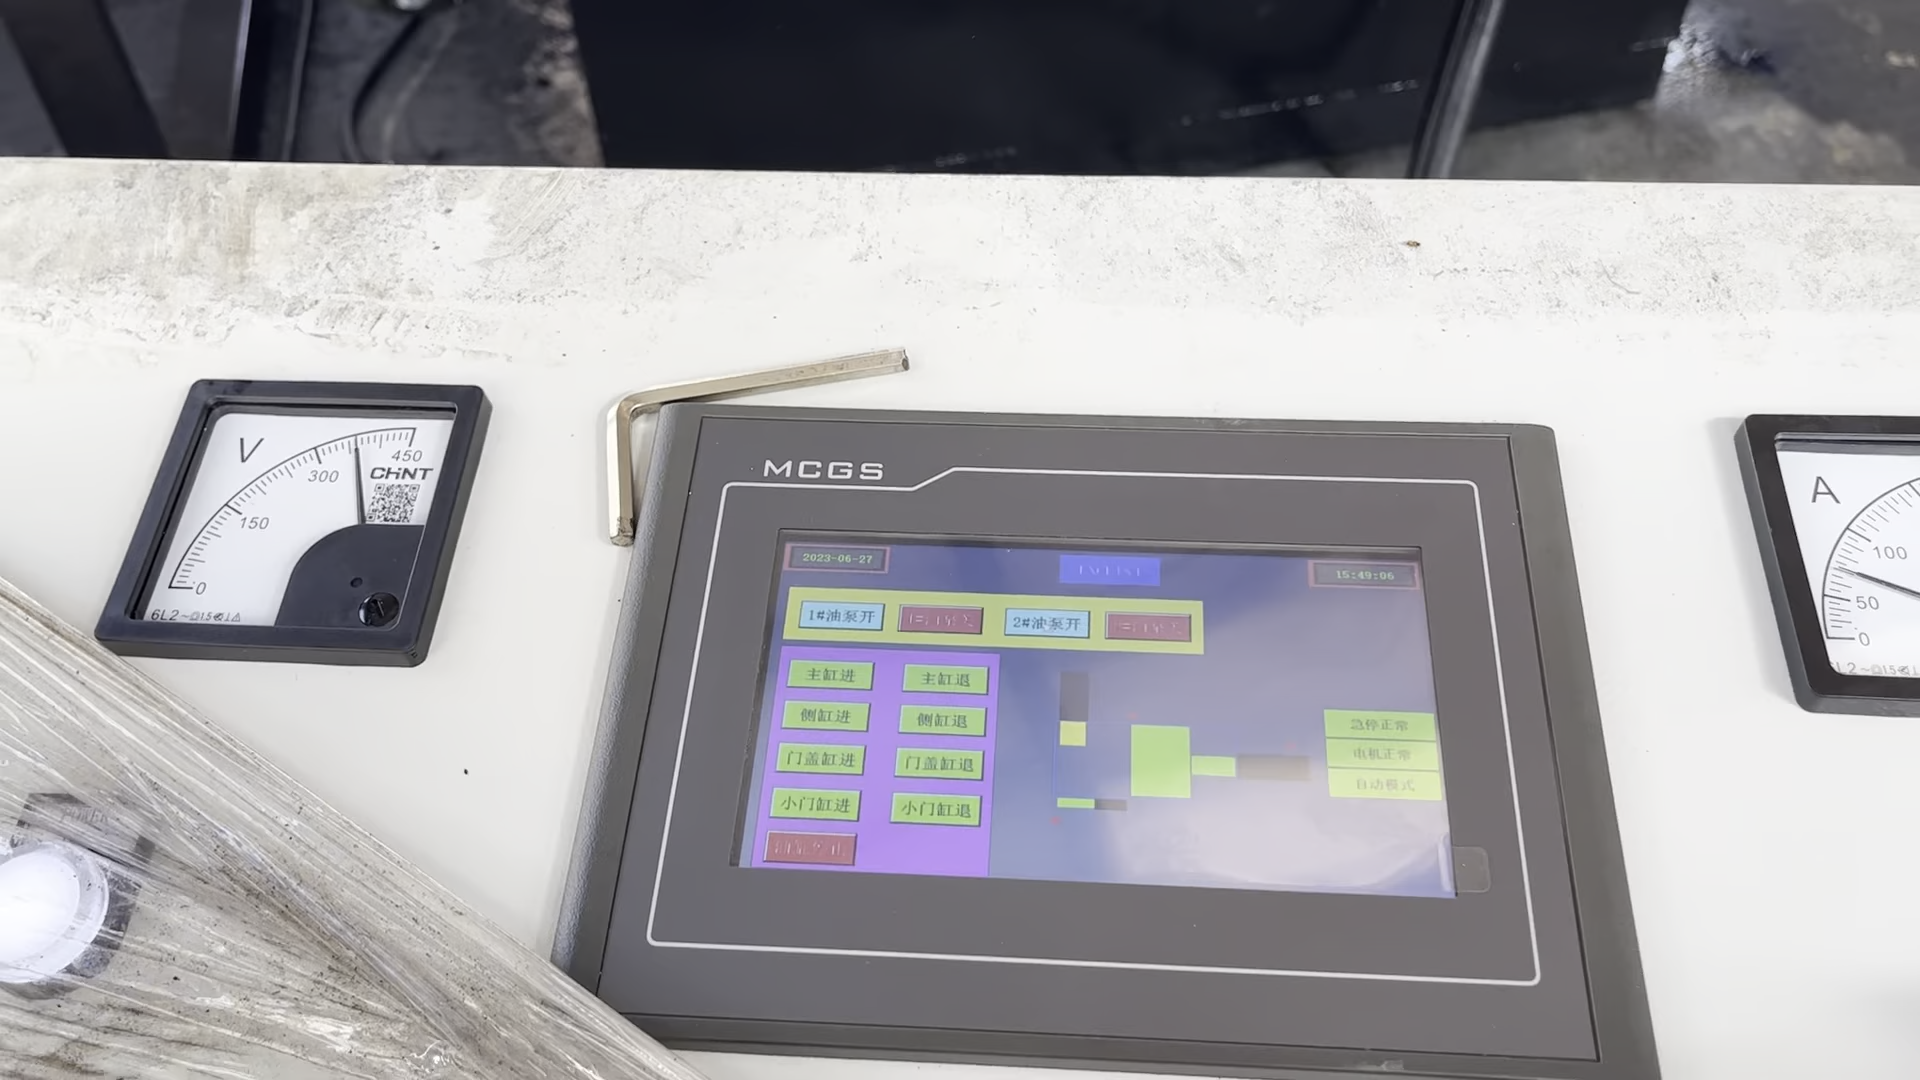 V
450
300
150
0
CHNT
6L2
MCGS
2023-06-27
15:49:06
1#油泵开
2#油泵开
主缸进
主缸退
侧缸进
侧缸退
门盖缸进
门盖缸退
小门缸进
小门缸退
急停正常
电机正常
自动模式
A
100
50
0